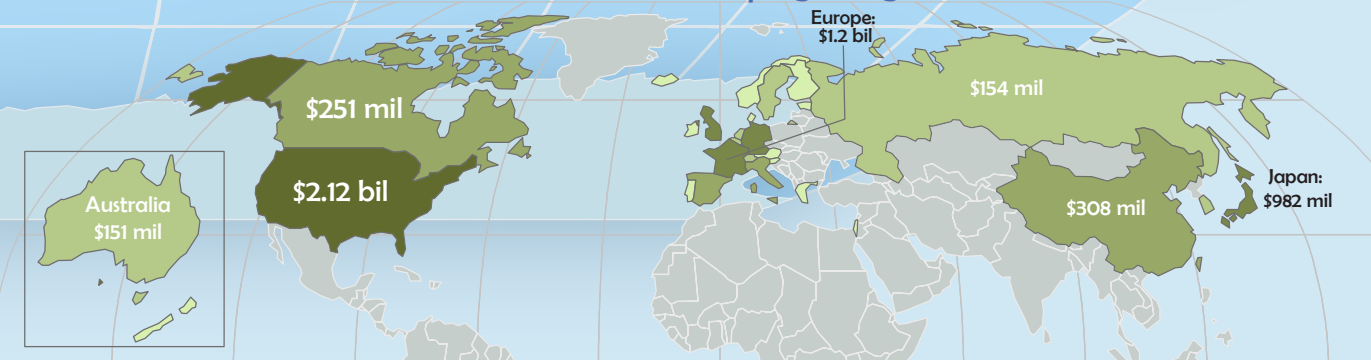 Europe:
$1.2 bil
$154 mil
$251 mil
$2.12 bil
Japan:
$982 mil
Australia
$151 mil
$308 mil